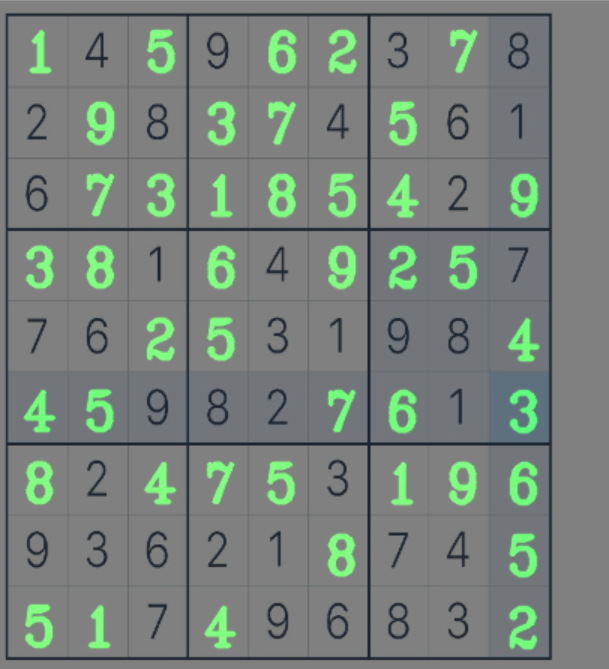 1 4 5 9 6 2 3 7 8
2 9 8 3 7 4 5 6 1
6 7 3 1 8 5 4 2 9
3 8 1 6 4 9 2 5 7
7 6 2 5 3 1 9 8 4
4 5 9 8 2 7 6 1 3
8 2 4 7 5 3 1 9 6
9 3 6 2 1 8 7 4 5
5 1 7 4 9 6 8 3 2